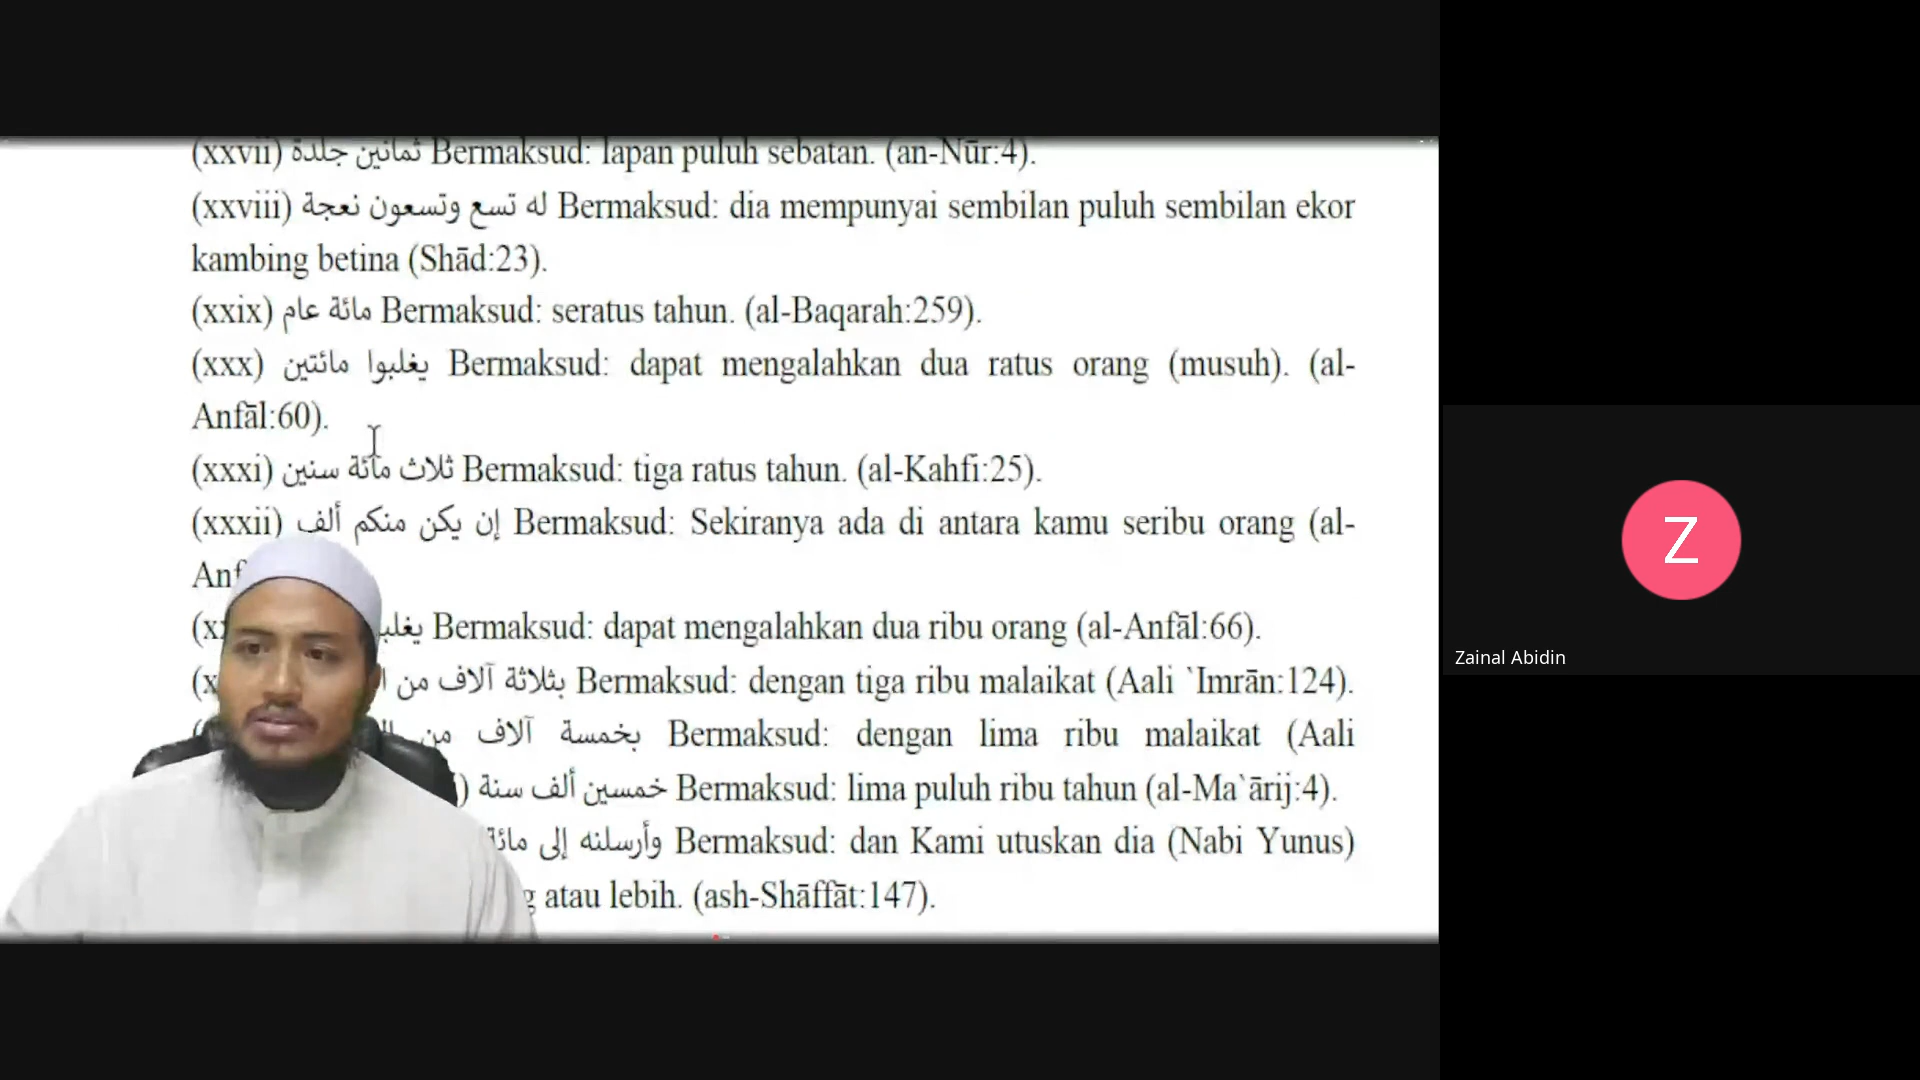 (xxvii) ثمانين جلدة Bermaksud: lapan puluh sebatan. (an-Nūr:4).
(xxviii) له تسع وتسعون نعجة Bermaksud: dia mempunyai sembilan puluh sembilan ekor
kambing betina (Shād:23).
(xxix) مائة عام Bermaksud: seratus tahun. (al-Baqarah:259).
(xxx) يغلبوا مائتين Bermaksud: dapat mengalahkan dua ratus orang (musuh). (al-
Anfāl:60).
(xxxi) ثلاث مائة سنين Bermaksud: tiga ratus tahun. (al-Kahfi:25).
(xxxii) إن يكن منكم ألف Bermaksud: Sekiranya ada di antara kamu seribu orang (al-
Bermaksud: dapat mengalahkan dua ribu orang (al-Anfāl:66).
بثلاثة آلاف من Bermaksud: dengan tiga ribu malaikat (Aali `Imrān:124).
بخمسة آلاف من Bermaksud: dengan lima ribu malaikat (Aali
) خمسين ألف سنة Bermaksud: lima puluh ribu tahun (al-Ma`ārij:4).
وأرسلنه إلى مائة Bermaksud: dan Kami utuskan dia (Nabi Yunus)
atau lebih. (ash-Shāffāt:147).
Z
Zainal Abidin